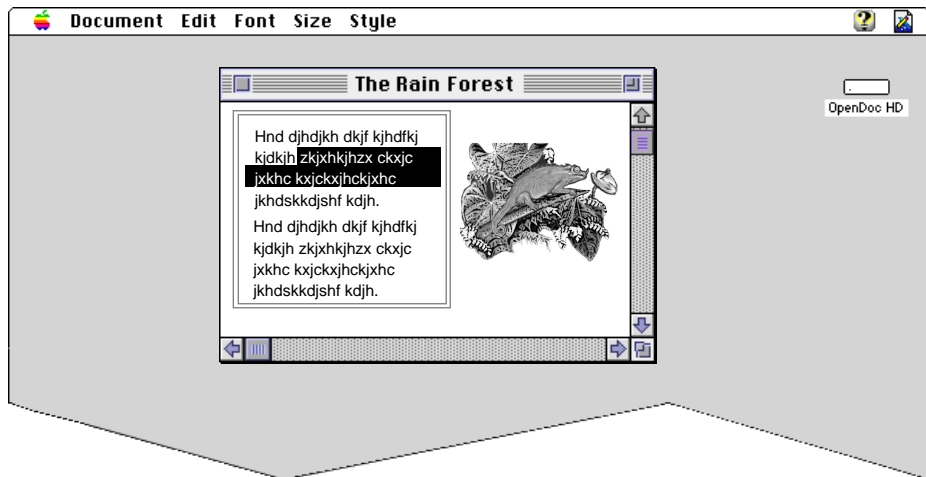 Document Edit Font Size Style
The Rain Forest
OpenDoc HD
Hnd djhdjkh dkjf kjhdfkj
kjdkjh zkjxhkjhzx ckxjc
jxkhc kxjckxjhckjxhc
jkhdskkdjshf kdjh.
Hnd djhdjkh dkjf kjhdfkj
kjdkjh zkjxhkjhzx ckxjc
jxkhc kxjckxjhckjxhc
jkhdskkdjshf kdjh.